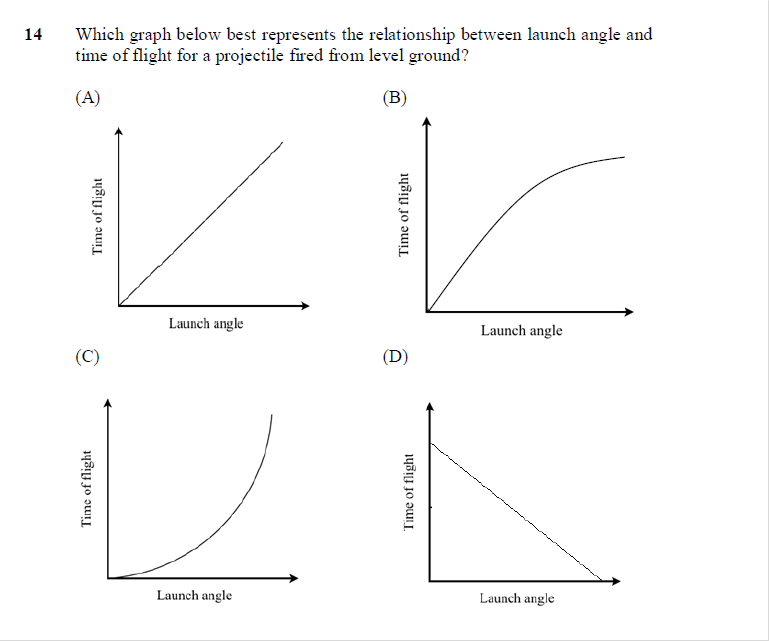 14 Which graph below best represents the relationship between launch angle and
time of flight for a projectile fired from level ground?
(A)
(B)
Time of flight
Launch angle
Time of flight
Launch angle
(C)
(D)
Time of flight
Launch angle
Time of flight
Launch angle